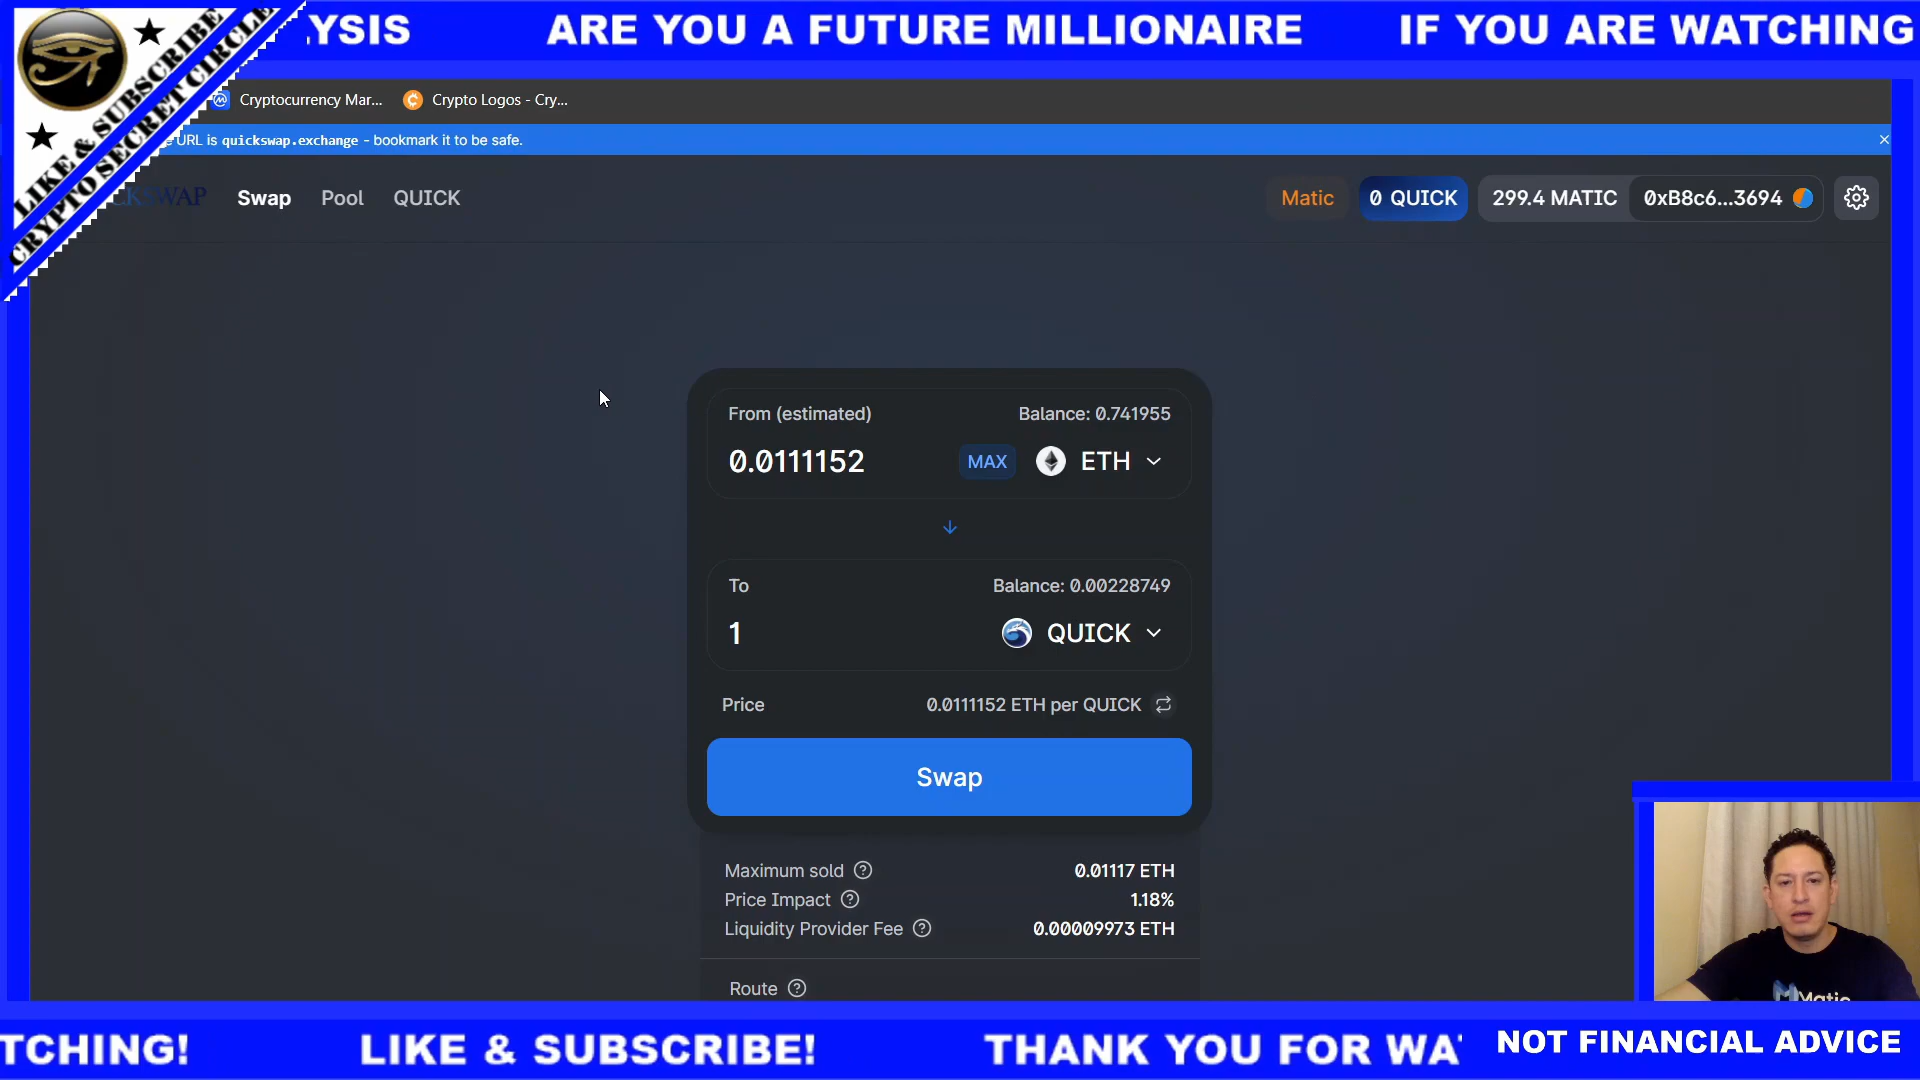 YSIS ARE YOU A FUTURE MILLIONAIRE IF YOU ARE WATCHING
LIKE & SUBSCRIBE
CRYPTO SECRET CIRCLE
Cryptocurrency Mar... Crypto Logos - Cry...
URL is quickswap.exchange - bookmark it to be safe.
Swap Pool QUICK Matic 0 QUICK 299.4 MATIC 0xB8c6...3694
From (estimated) Balance: 0.741955
0.0111152 MAX ETH
To Balance: 0.00228749
1 QUICK
Price 0.0111152 ETH per QUICK
Swap
Maximum sold 0.01117 ETH
Price Impact 1.18%
Liquidity Provider Fee 0.00009973 ETH
Route
Matic
TCHING! LIKE & SUBSCRIBE! THANK YOU FOR WA NOT FINANCIAL ADVICE